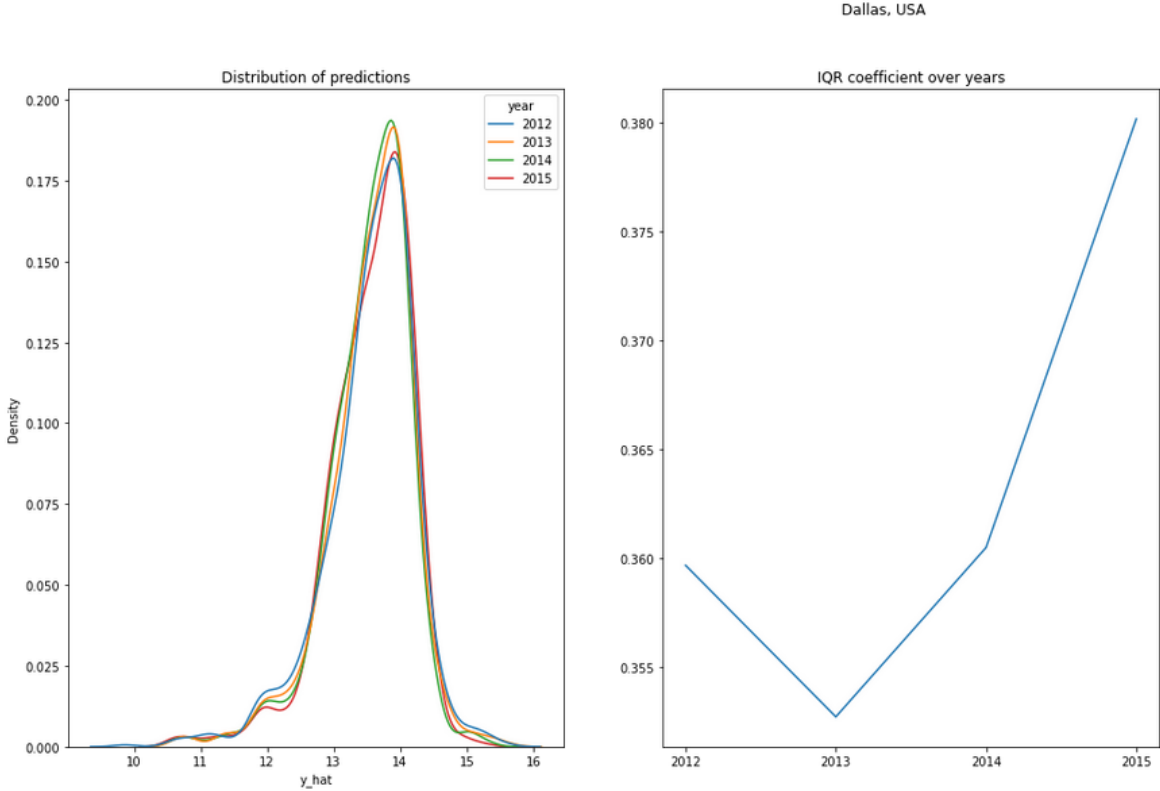 Dallas, USA
Distribution of predictions
0.200
0.175
0.150
0.125
0.100
0.075
0.050
0.025
0.000
Density
10 11 12 13 14 15 16
y_hat
year
2012
2013
2014
2015
IQR coefficient over years
0.380
0.375
0.370
0.365
0.360
0.355
2012 2013 2014 2015